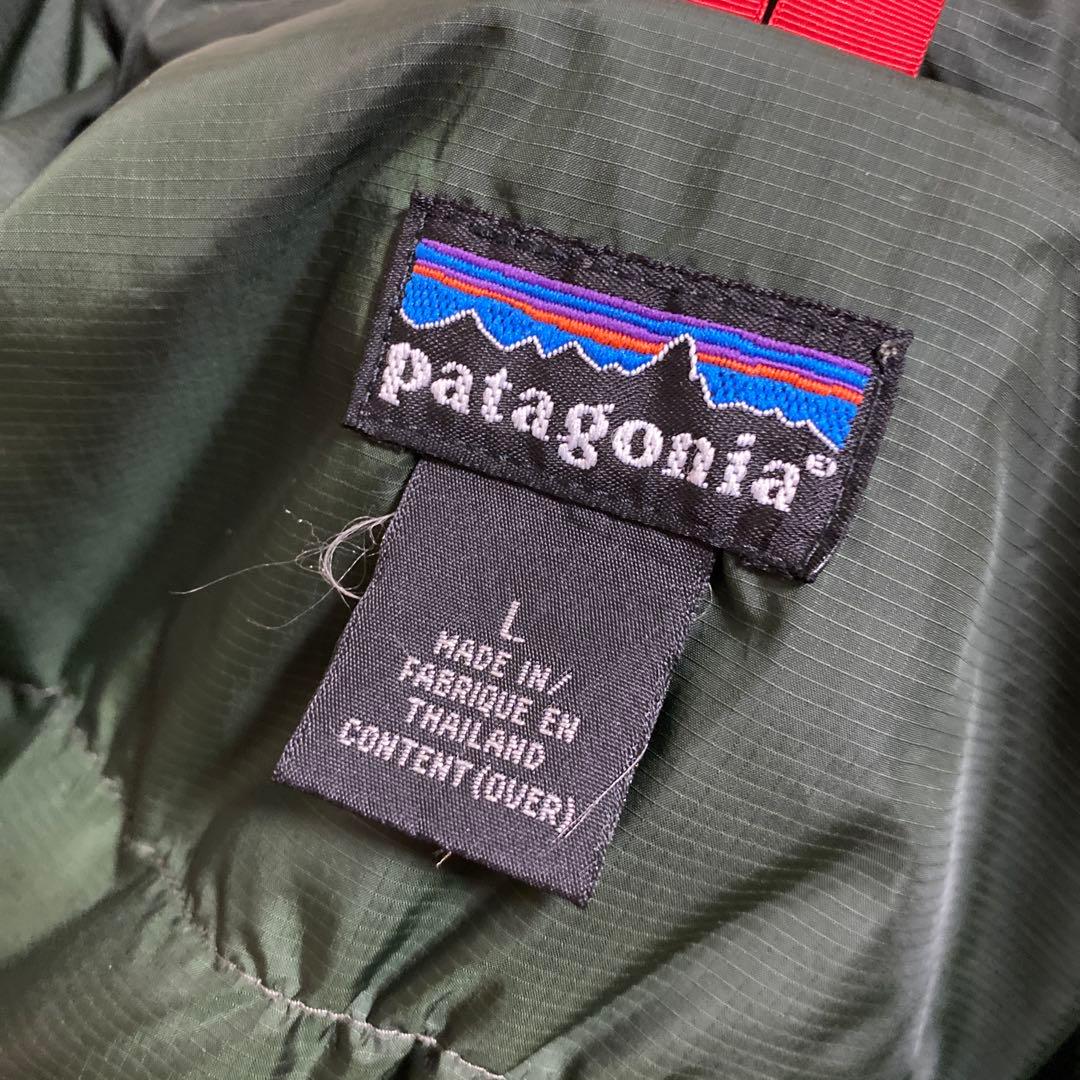 patagonia®
L
MADE IN/
FABRIQUE EN
THAILAND
CONTENT(OVER)